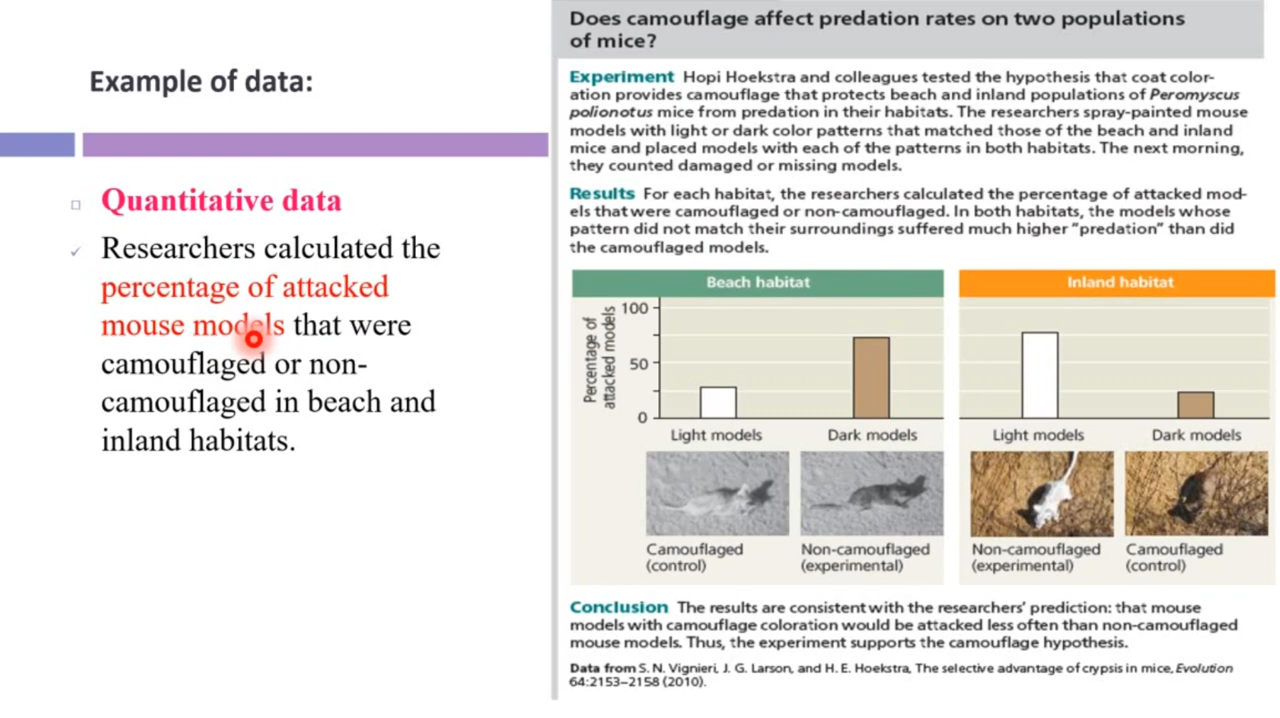 Example of data:
Quantitative data
Researchers calculated the
percentage of attacked
mouse models that were
camouflaged or non-
camouflaged in beach and
inland habitats.
Does camouflage affect predation rates on two populations
of mice?
Experiment Hopi Hoekstra and colleagues tested the hypothesis that coat color-
ation provides camouflage that protects beach and inland populations of Peromyscus
polionotus mice from predation in their habitats. The researchers spray-painted mouse
models with light or dark color patterns that matched those of the beach and inland
mice and placed models with each of the patterns in both habitats. The next morning,
they counted damaged or missing models.
Results For each habitat, the researchers calculated the percentage of attacked mod-
els that were camouflaged or non-camouflaged. In both habitats, the models whose
pattern did not match their surroundings suffered much higher “predation” than did
the camouflaged models.
Beach habitat
Inland habitat
Percentage of
attacked models
100
50
0
Light models
Dark models
Light models
Dark models
Camouflaged
(control)
Non-camouflaged
(experimental)
Non-camouflaged
(experimental)
Camouflaged
(control)
Conclusion The results are consistent with the researchers’ prediction: that mouse
models with camouflage coloration would be attacked less often than non-camouflaged
mouse models. Thus, the experiment supports the camouflage hypothesis.
Data from S. N. Vignieri, J. G. Larson, and H. E. Hoekstra, The selective advantage of crypsis in mice, Evolution
64:2153–2158 (2010).